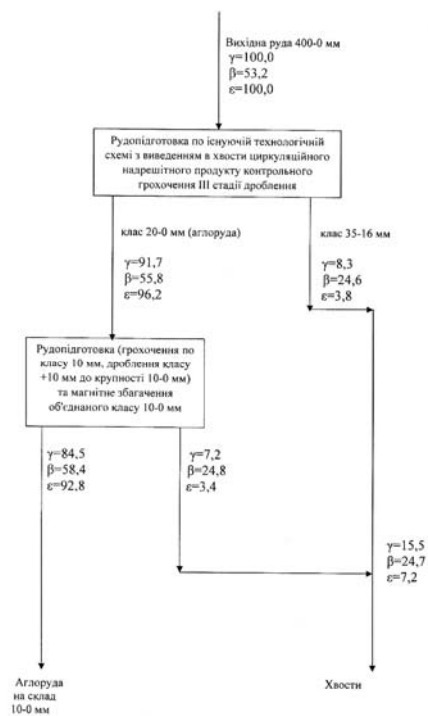 Вихідна руда 400-0 мм
γ=100,0
β=53,2
ε=100,0
Рудопідготовка по існуючій технологічній
схемі з виведенням в хвости циркуляційного
надрешітного продукту контрольного
грохочення III стадії дроблення
клас 20-0 мм (аглоруда)
γ=91,7
β=55,8
ε=96,2
клас 35-16 мм
γ=8,3
β=24,6
ε=3,8
Рудопідготовка (грохочення по
класу 10 мм, дроблення класу
+10 мм до крупності 10-0 мм)
та магнітне збагачення
об'єднаного класу 10-0 мм
γ=84,5
β=58,4
ε=92,8
γ=7,2
β=24,8
ε=3,4
γ=15,5
β=24,7
ε=7,2
Аглоруда
на склад
10-0 мм
Хвости